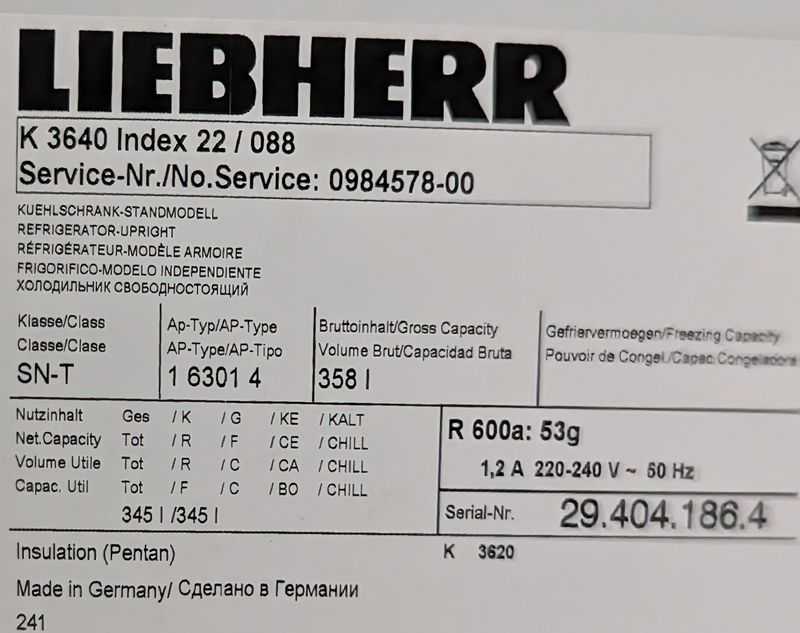 LIEBHERR
K 3640 Index 22 / 088
Service-Nr./No.Service: 0984578-00
KUEHLSCHRANK-STANDMODELL
REFRIGERATOR-UPRIGHT
RÉFRIGÉRATEUR-MODÈLE ARMOIRE
FRIGORIFICO-MODELO INDEPENDIENTE
ХОЛОДИЛЬНИК СВОБОДНОСТОЯЩИЙ
Klasse/Class
Classe/Clase
SN-T
Ap-Typ/AP-Type
AP-Type/AP-Tipo
1 6301 4
Bruttoinhalt/Gross Capacity
Volume Brut/Capacidad Bruta
358 l
Gefriervermoegen/Freezing Capacity
Pouvoir de Congel./Capac.Congeladora
Nutzinhalt Ges / K / G / KE / KALT
Net.Capacity Tot / R / F / CE / CHILL
Volume Utile Tot / R / C / CA / CHILL
Capac. Util Tot / F / C / BO / CHILL
345 l /345 l
R 600a: 53g
1,2 A 220-240 V ~ 50 Hz
Serial-Nr. 29.404.186.4
Insulation (Pentan)
K 3620
Made in Germany/ Сделано в Германии
241